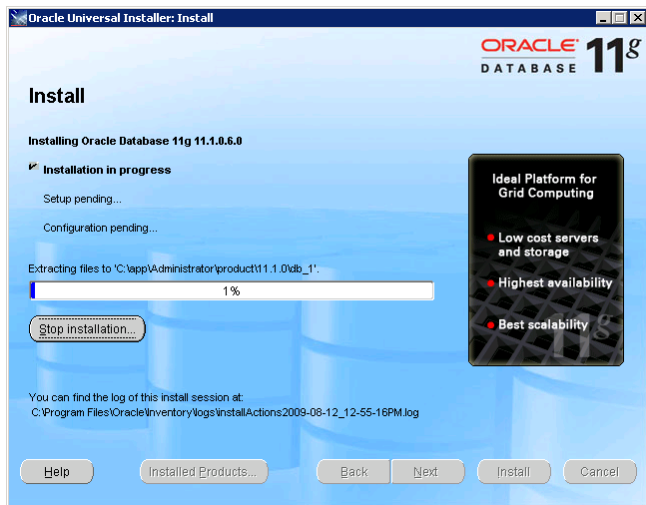 Oracle Universal Installer: Install
ORACLE
DATABASE 11g
Install
Installing Oracle Database 11g 11.1.0.6.0
Installation in progress
Setup pending...
Configuration pending...
Extracting files to 'C:\app\Administrator\product\11.1.0\db_1'.
1%
Stop installation...
Ideal Platform for
Grid Computing
Low cost servers
and storage
Highest availability
Best scalability
11g
You can find the log of this install session at:
C:\Program Files\Oracle\Inventory\logs\installActions2009-08-12_12-55-16PM.log
Help Installed Products... Back Next Install Cancel